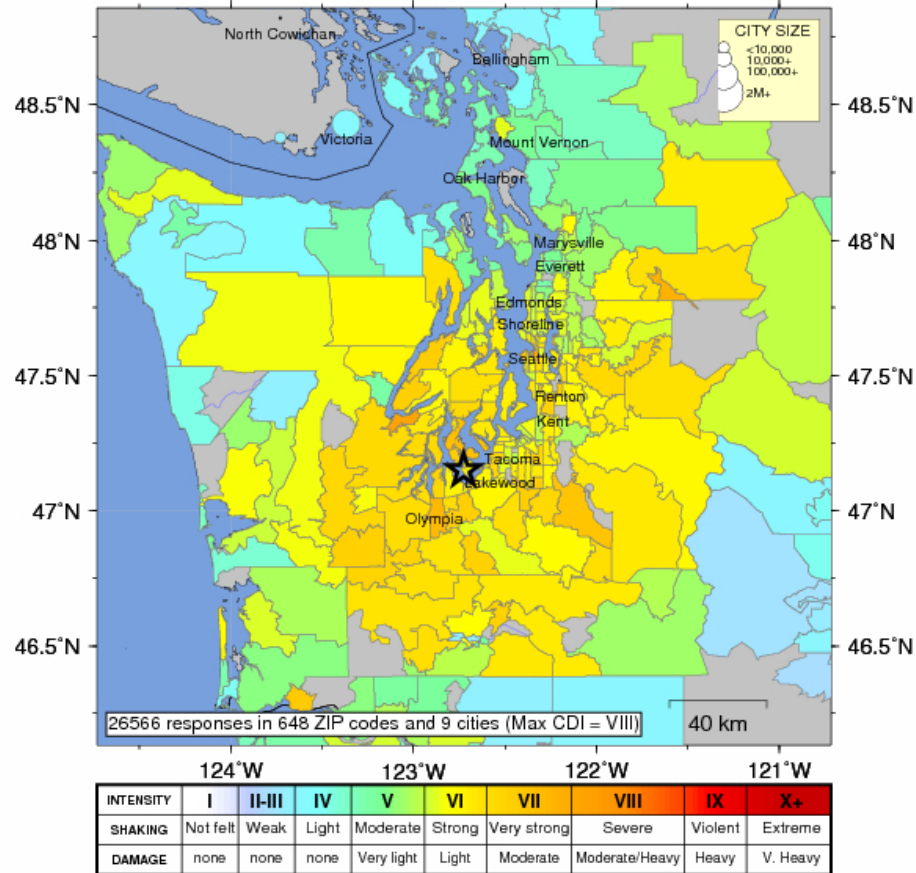 North Cowichan
CITY SIZE
<10,000
10,000+
100,000+
2M+
Bellingham
48.5˚N
48.5˚N
Victoria
Mount Vernon
Oak Harbor
48˚N
48˚N
Marysville
Everett
Edmonds
Shoreline
Seattle
47.5˚N
47.5˚N
Renton
Kent
Tacoma
Lakewood
47˚N
47˚N
Olympia
46.5˚N
46.5˚N
26566 responses in 648 ZIP codes and 9 cities (Max CDI = VIII)
40 km
124˚W 123˚W 122˚W 121˚W
INTENSITY I II-III IV V VI VII VIII IX X+
SHAKING Not felt Weak Light Moderate Strong Very strong Severe Violent Extreme
DAMAGE none none none Very light Light Moderate Moderate/Heavy Heavy V. Heavy